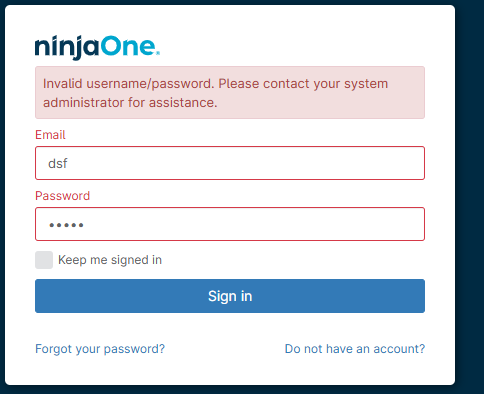 ninjaOne
Invalid username/password. Please contact your system
administrator for assistance.
Email
dsf
Password
•••••
Keep me signed in
Sign in
Forgot your password?
Do not have an account?